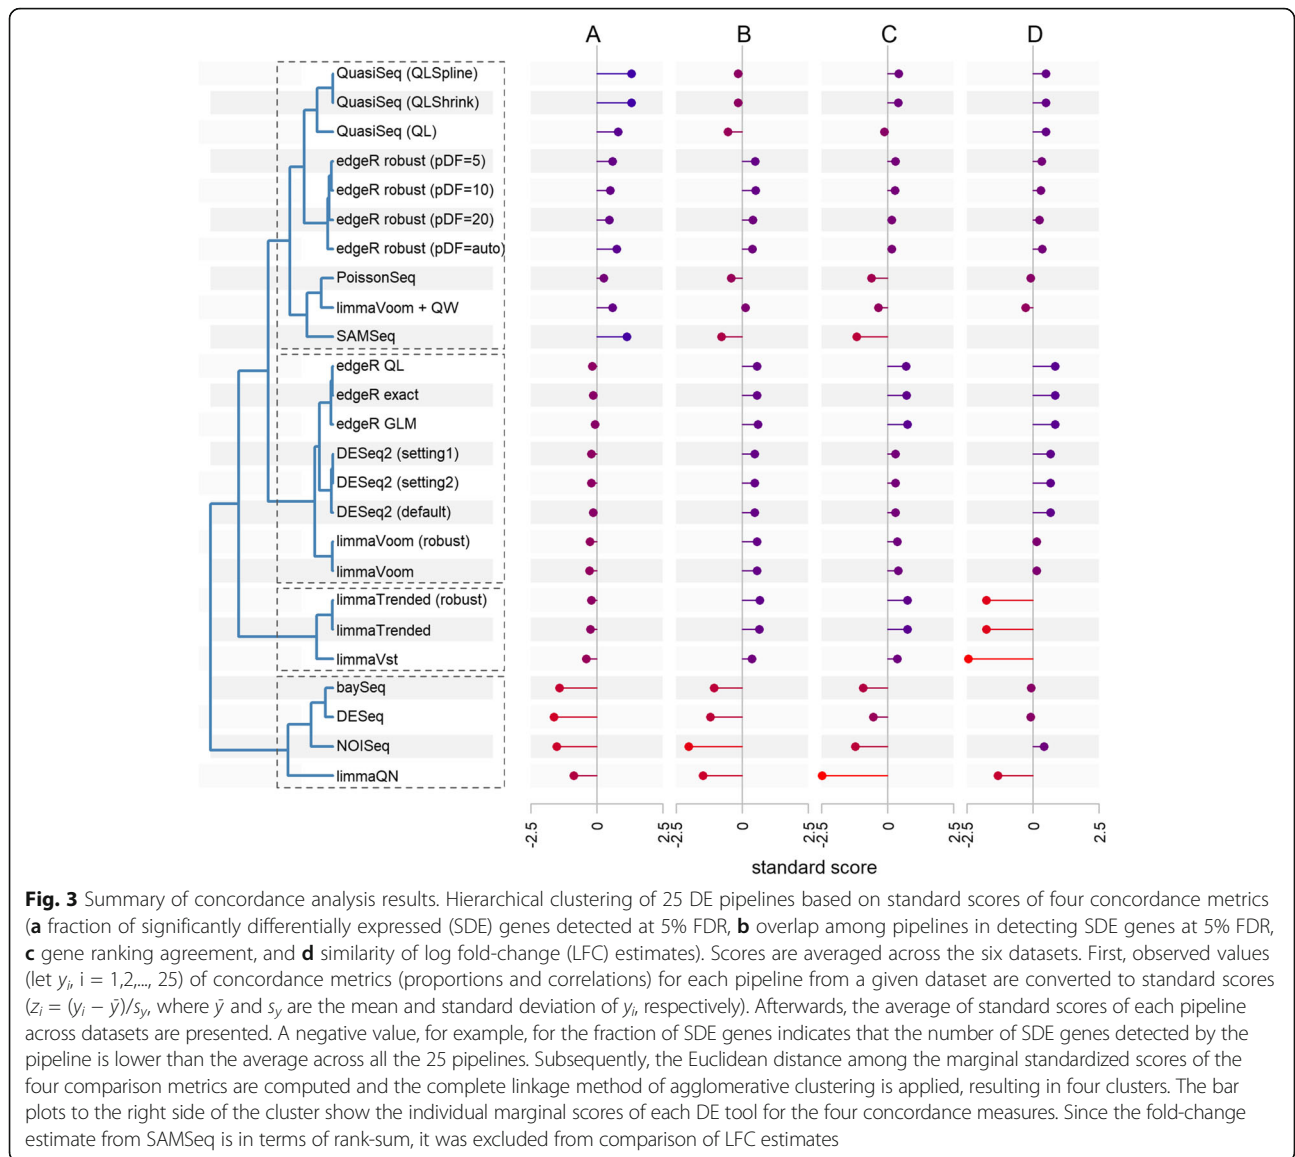 A B C D
QuasiSeq (QLSpline)
QuasiSeq (QLShrink)
QuasiSeq (QL)
edgeR robust (pDF=5)
edgeR robust (pDF=10)
edgeR robust (pDF=20)
edgeR robust (pDF=auto)
PoissonSeq
limmaVoom + QW
SAMSeq
edgeR QL
edgeR exact
edgeR GLM
DESeq2 (setting1)
DESeq2 (setting2)
DESeq2 (default)
limmaVoom (robust)
limmaVoom
limmaTrended (robust)
limmaTrended
limmaVst
baySeq
DESeq
NOISeq
limmaQN
-2.5 0 2.5 -2.5 0 2.5 -2.5 0 2.5 -2.5 0 2.5
standard score
Fig. 3 Summary of concordance analysis results. Hierarchical clustering of 25 DE pipelines based on standard scores of four concordance metrics
(a fraction of significantly differentially expressed (SDE) genes detected at 5% FDR, b overlap among pipelines in detecting SDE genes at 5% FDR,
c gene ranking agreement, and d similarity of log fold-change (LFC) estimates). Scores are averaged across the six datasets. First, observed values
(let yi, i = 1,2,..., 25) of concordance metrics (proportions and correlations) for each pipeline from a given dataset are converted to standard scores
(zi = (yi − ȳ)/sy, where ȳ and sy are the mean and standard deviation of yi, respectively). Afterwards, the average of standard scores of each pipeline
across datasets are presented. A negative value, for example, for the fraction of SDE genes indicates that the number of SDE genes detected by the
pipeline is lower than the average across all the 25 pipelines. Subsequently, the Euclidean distance among the marginal standardized scores of the
four comparison metrics are computed and the complete linkage method of agglomerative clustering is applied, resulting in four clusters. The bar
plots to the right side of the cluster show the individual marginal scores of each DE tool for the four concordance measures. Since the fold-change
estimate from SAMSeq is in terms of rank-sum, it was excluded from comparison of LFC estimates